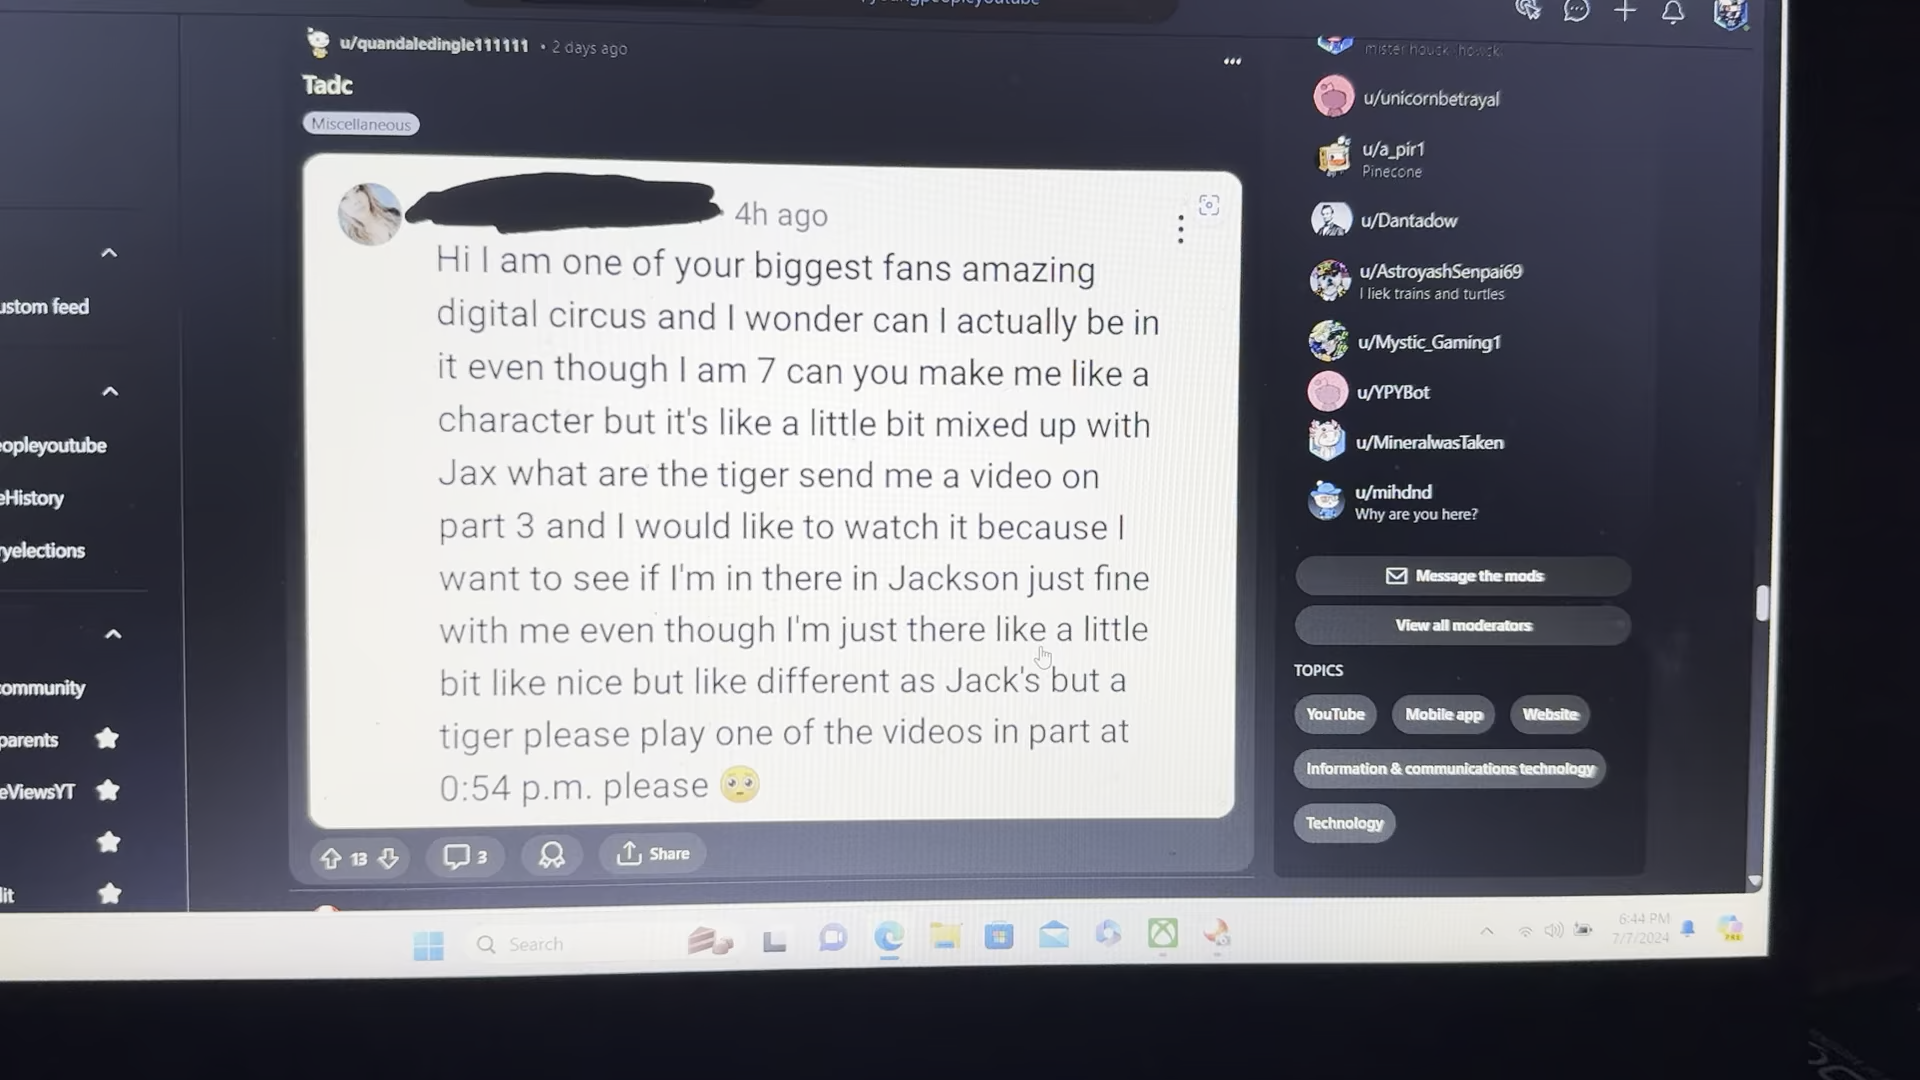 u/quandaledingle111111 • 2 days ago
Tadc
Miscellaneous
4h ago
Hi I am one of your biggest fans amazing
digital circus and I wonder can I actually be in
it even though I am 7 can you make me like a
character but it's like a little bit mixed up with
Jax what are the tiger send me a video on
part 3 and I would like to watch it because I
want to see if I'm in there in Jackson just fine
with me even though I'm just there like a little
bit like nice but like different as Jack's but a
tiger please play one of the videos in part at
0:54 p.m. please 🥺
13
3
Share
ustom feed
opleyoutube
eHistory
yelections
ommunity
parents
eViewsYT
lit
u/unicornbetrayal
u/a_pir1
Pinecone
u/Dantadow
u/AstroyashSenpai69
I liek trains and turtles
u/Mystic_Gaming1
u/YPYBot
u/MineralwasTaken
u/mihdnd
Why are you here?
Message the mods
View all moderators
TOPICS
YouTube
Mobile app
Website
Information & communications technology
Technology
Search
6:44 PM
7/7/2024